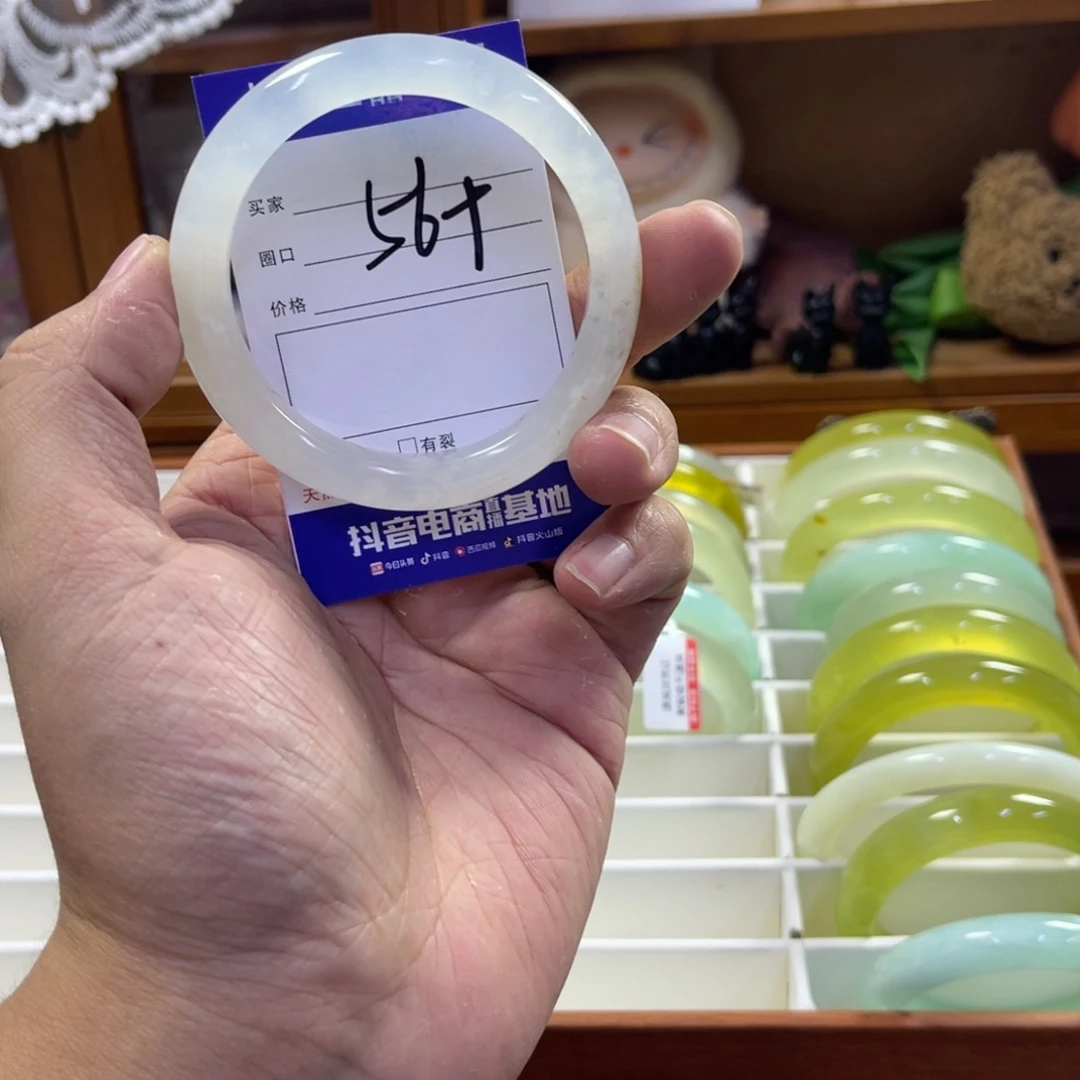 买家
56+
圈口
价格
□有裂
抖音电商直播基地
今日头条 抖音 西瓜视频 抖音火山版